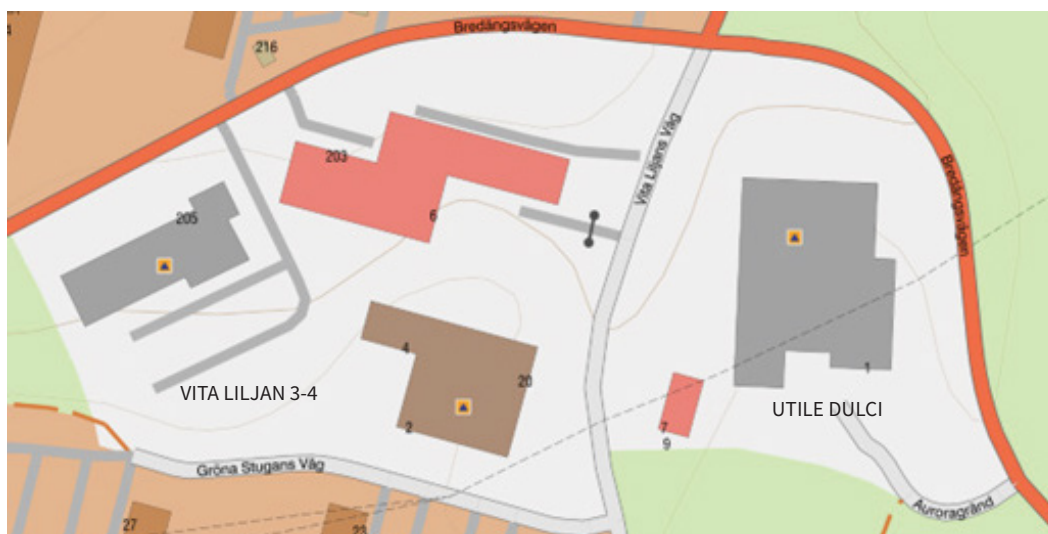 Bredängsvägen
216
203
205
6
Vita Liljans Väg
Bredängsvägen
4
20
1
VITA LILJAN 3-4
UTILE DULCI
2
7
9
Gröna Stugans Väg
Auroragränd
27
23